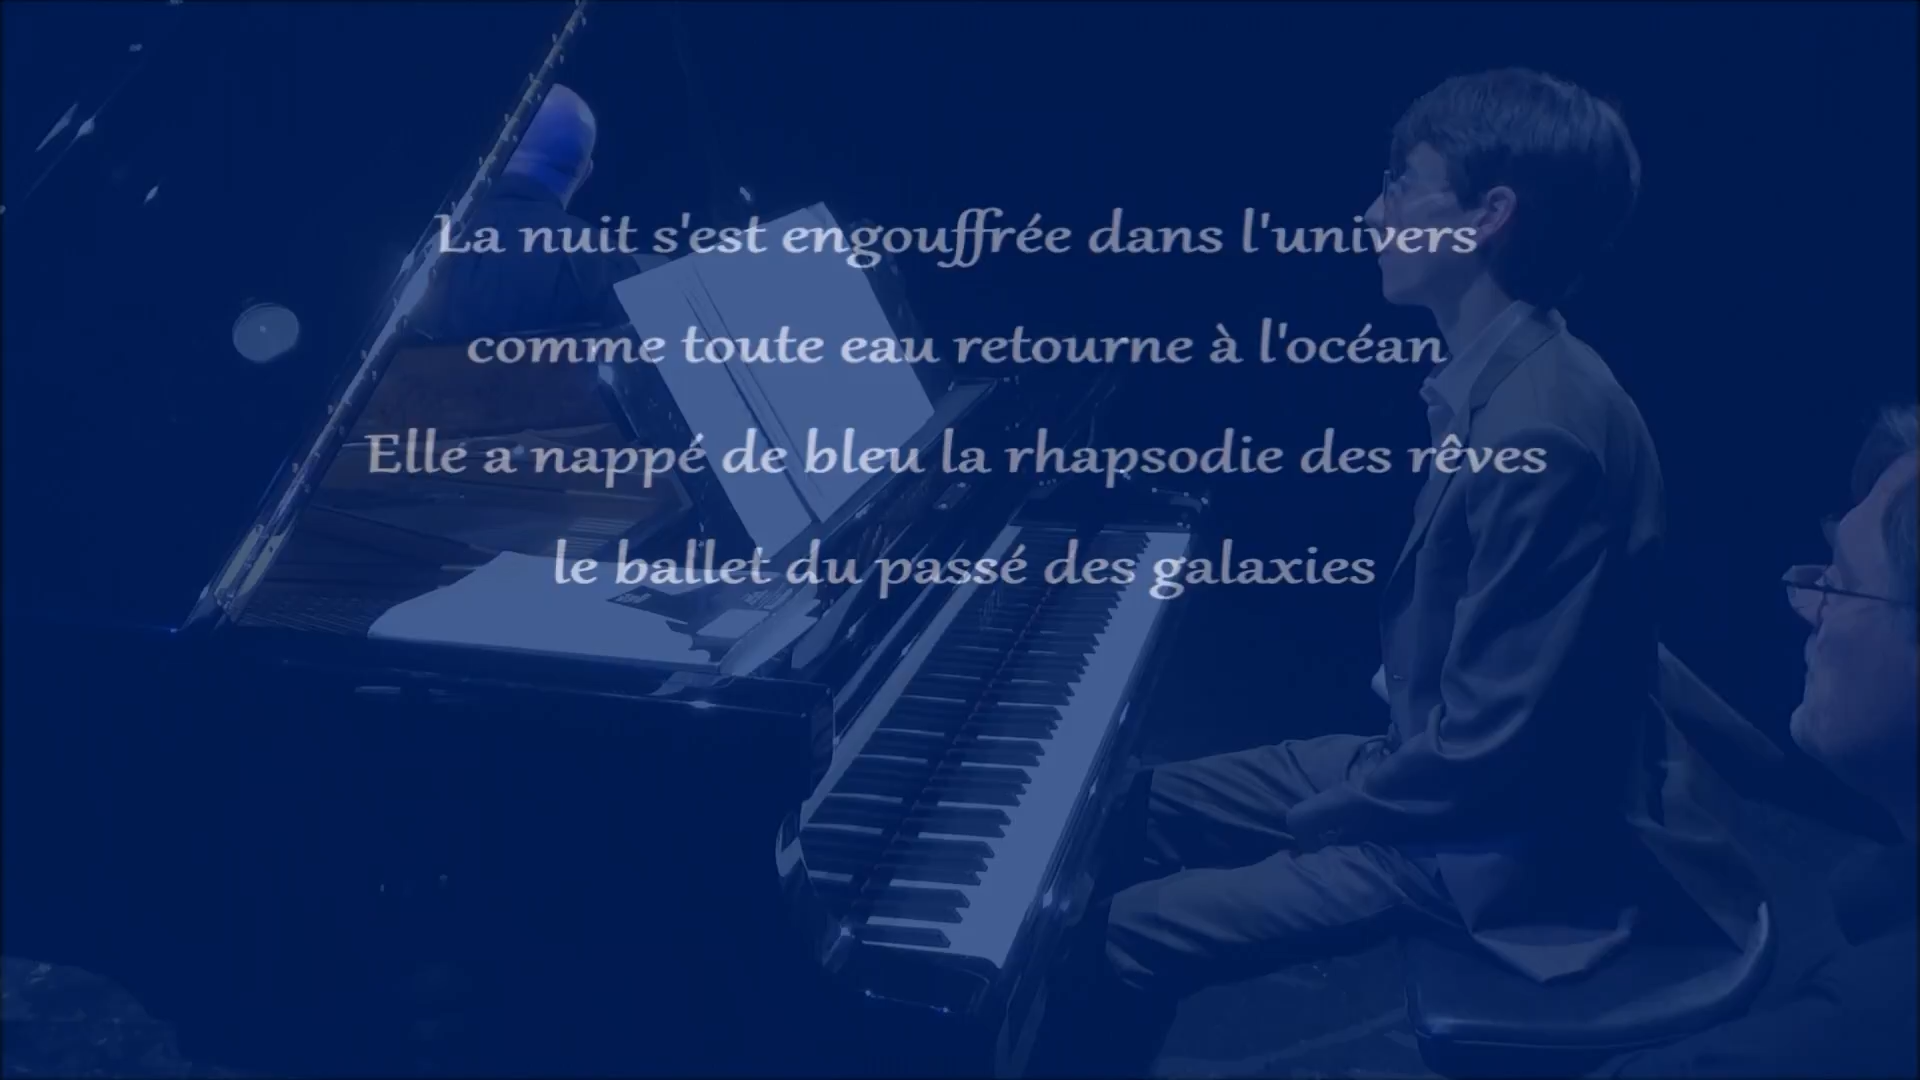 La nuit s'est engouffrée dans l'univers
comme toute eau retourne à l'océan
Elle a nappé de bleu la rhapsodie des rêves
le ballet du passé des galaxies